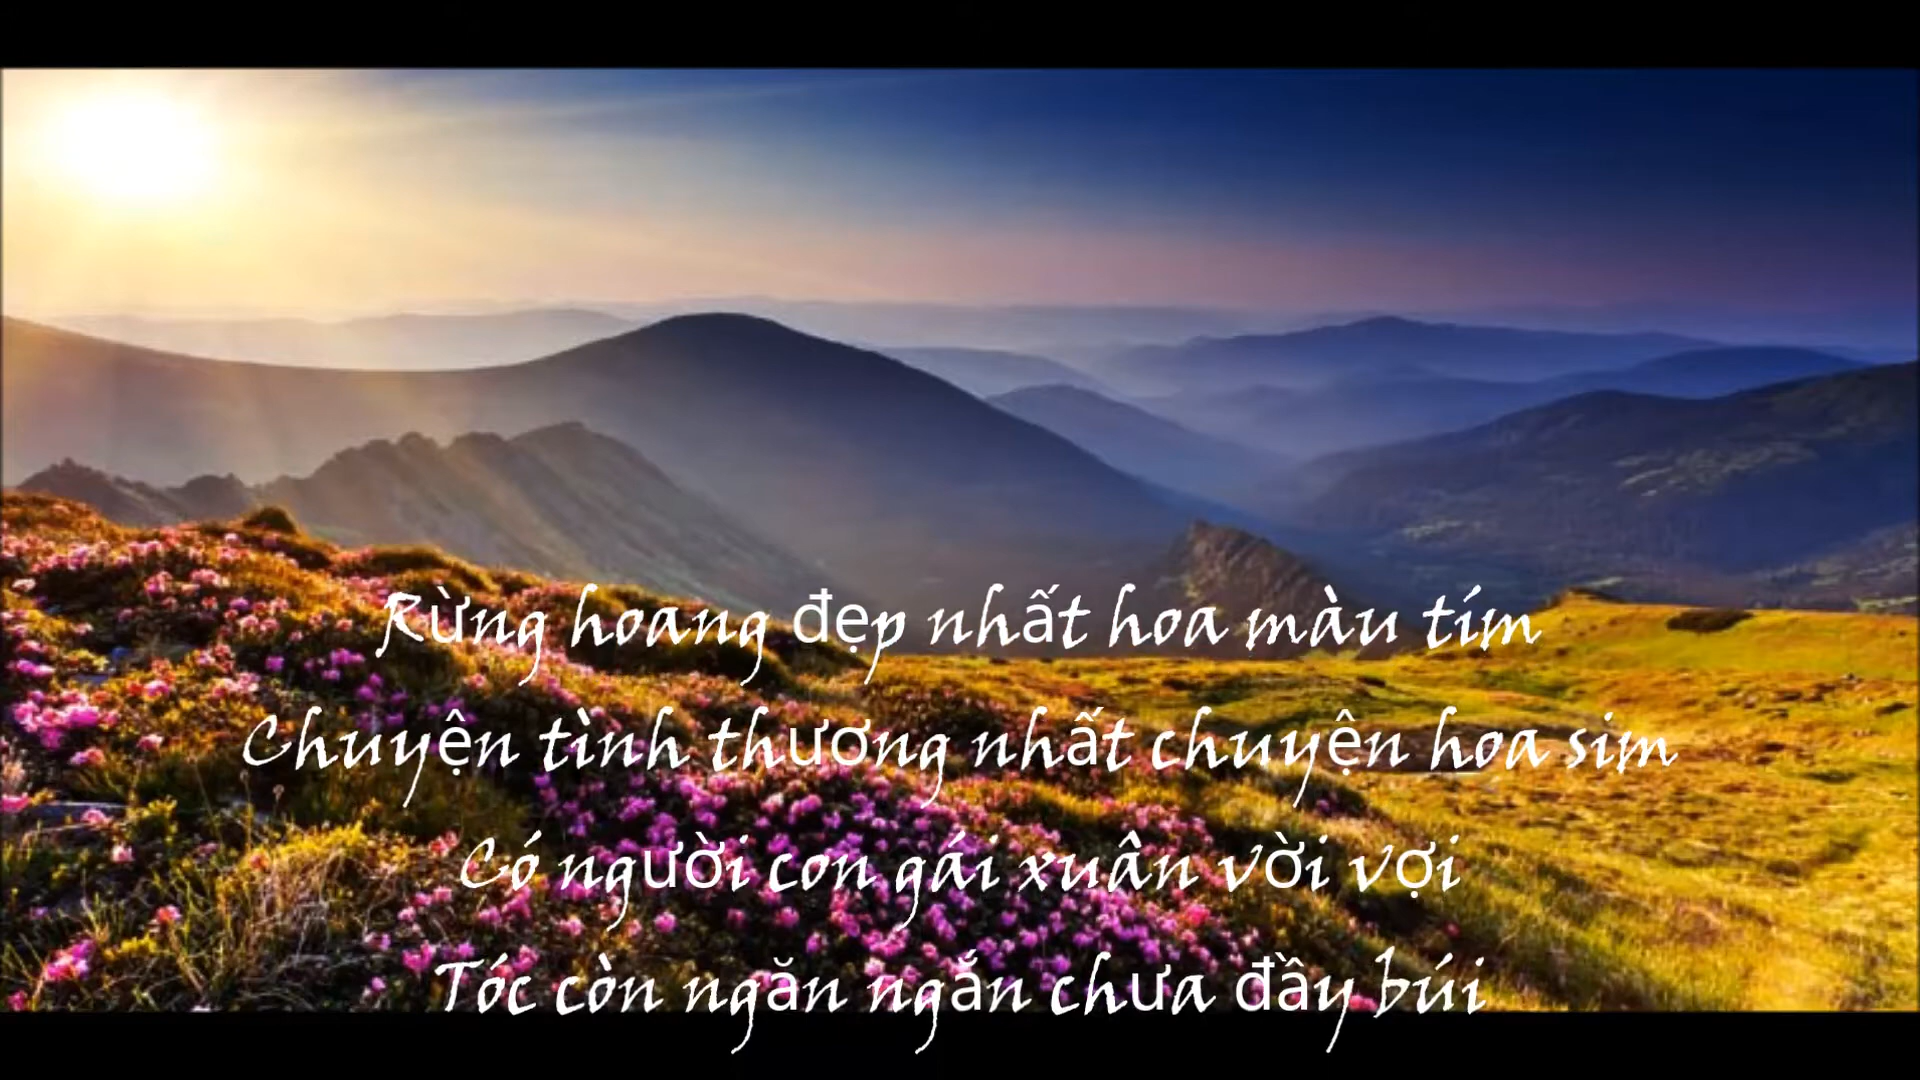 Rừng hoang đẹp nhất hoa màu tím
Chuyện tình thương nhất chuyện hoa sim
Có người con gái xuân vời vợi
Tóc còn ngăn ngắn chưa đầy búi